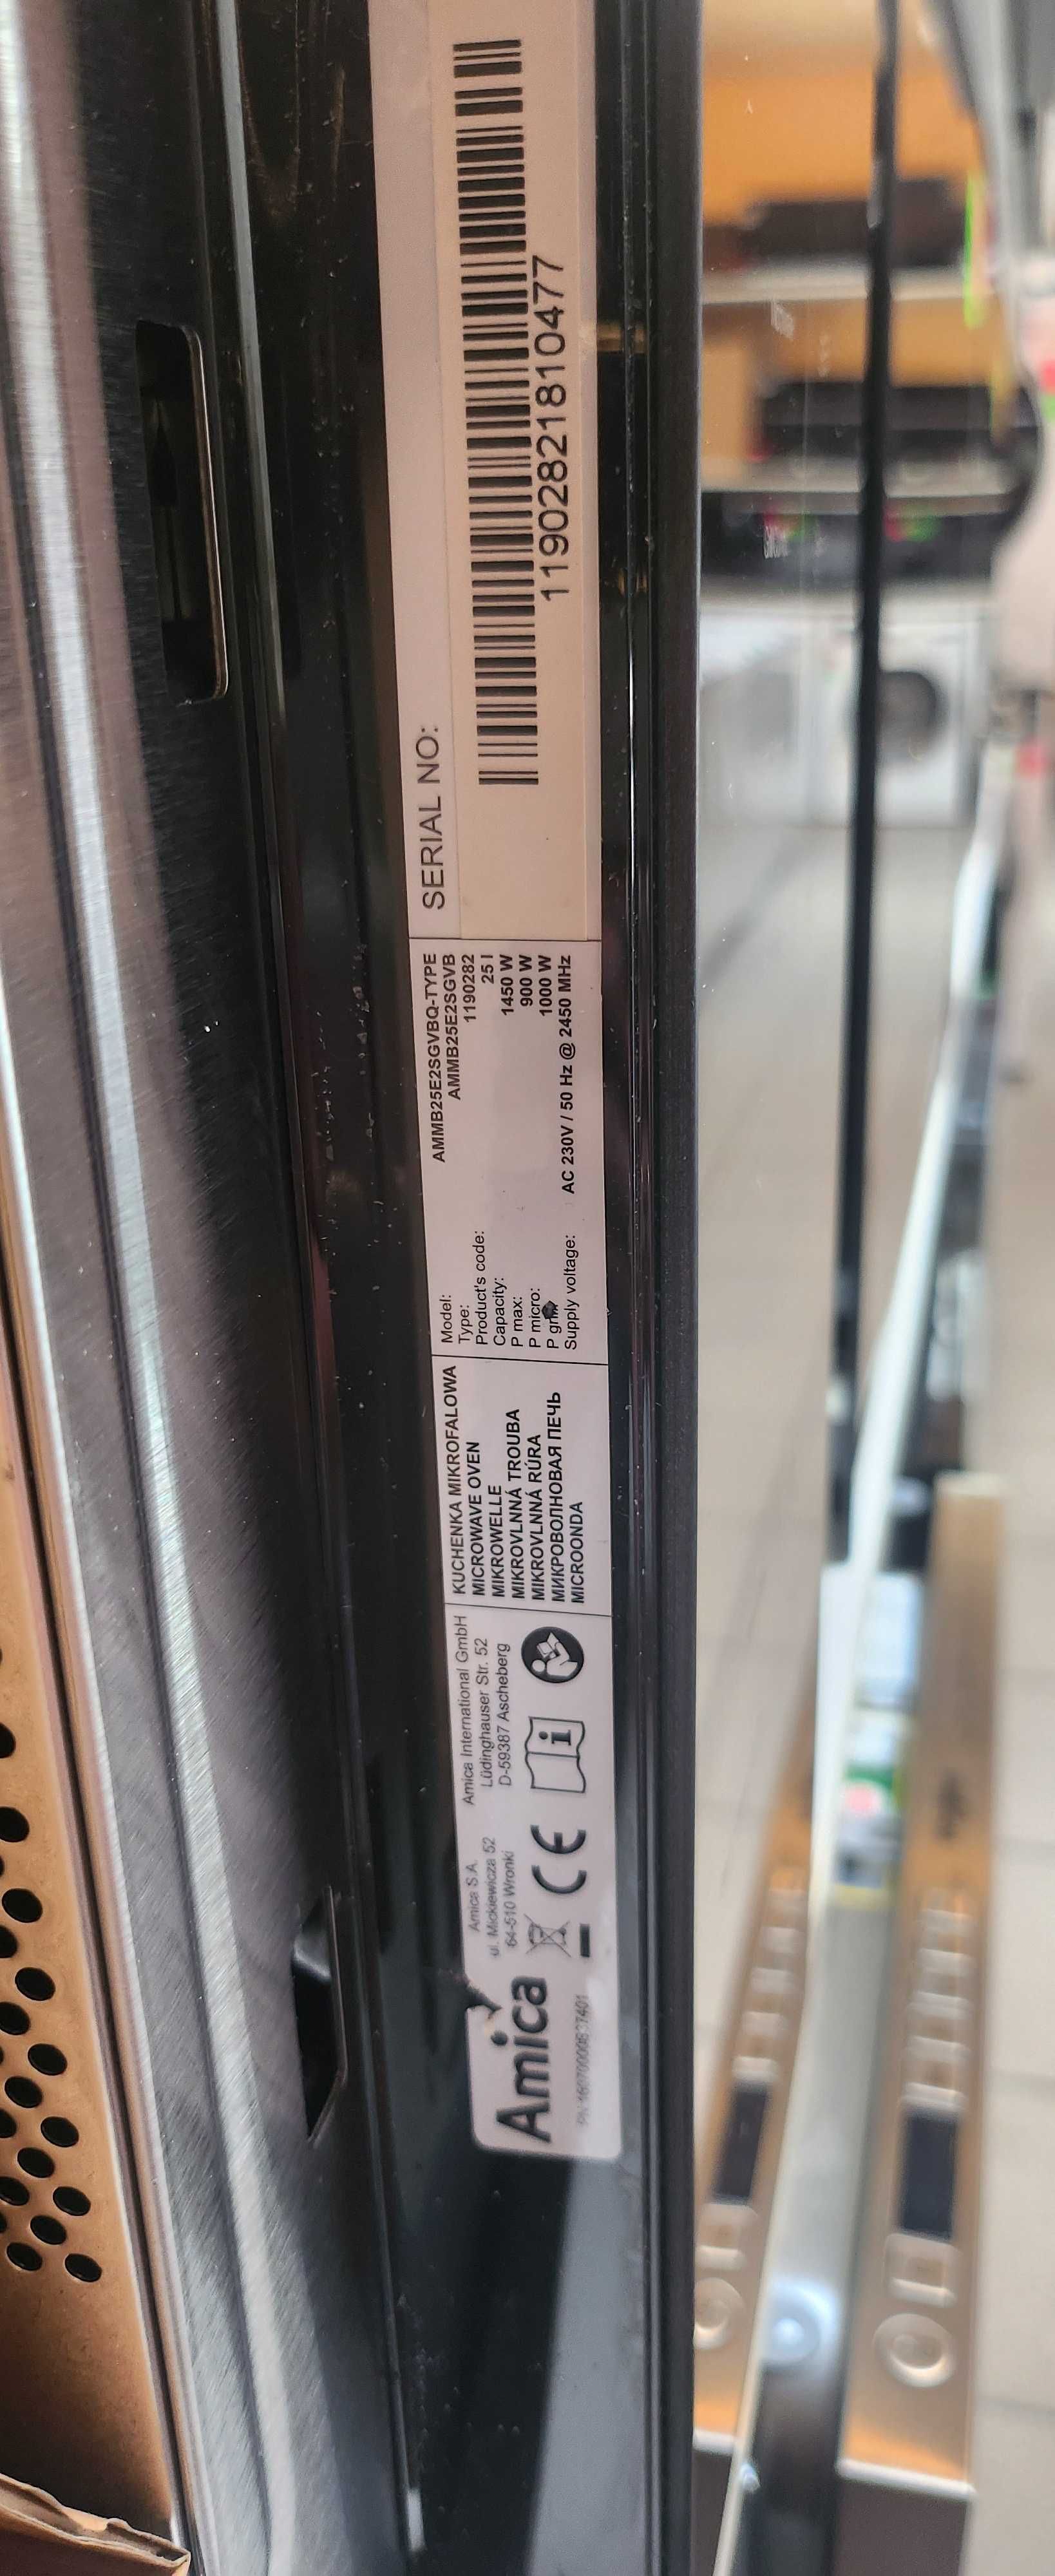 Amica
Amica S.A.
ul. Mickiewicza 52
64-510 Wronki
Amica International GmbH
Lüdinghauser Str. 52
D-59387 Ascheberg
CE
KUCHENKA MIKROFALOWA
MICROWAVE OVEN
MIKROWELLE
MIKROVLNNÁ TROUBA
MIKROVLNNÁ RÚRA
МИКРОВОЛНОВАЯ ПЕЧЬ
MICROONDA
Model: AMMB25E2SGVBQ-TYPE
Type: AMMB25E2SGVB
Product's code: 1190282
Capacity: 25 l
P max: 1450 W
P micro: 900 W
P 1000 W
Supply voltage: AC 230V / 50 Hz @ 2450 MHz
SERIAL NO:
11902821810477